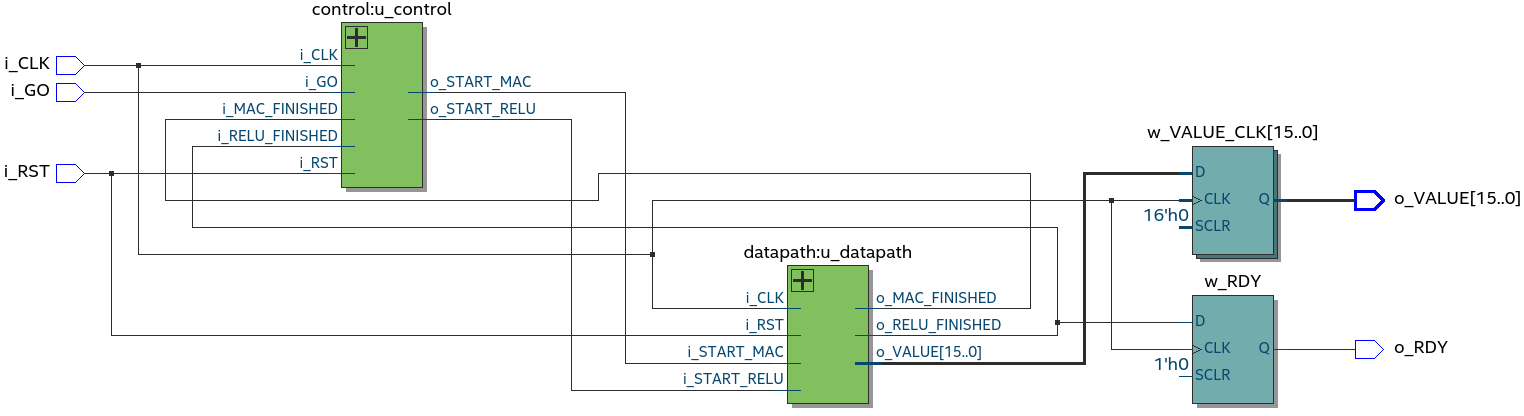 control:u_control
i_CLK
i_GO
i_RST
i_CLK
i_GO
i_MAC_FINISHED
i_RELU_FINISHED
i_RST
o_START_MAC
o_START_RELU
datapath:u_datapath
i_CLK
i_RST
i_START_MAC
i_START_RELU
o_MAC_FINISHED
o_RELU_FINISHED
o_VALUE[15..0]
w_VALUE_CLK[15..0]
D
CLK
Q
16'h0
SCLR
o_VALUE[15..0]
w_RDY
D
CLK
Q
1'h0
SCLR
o_RDY